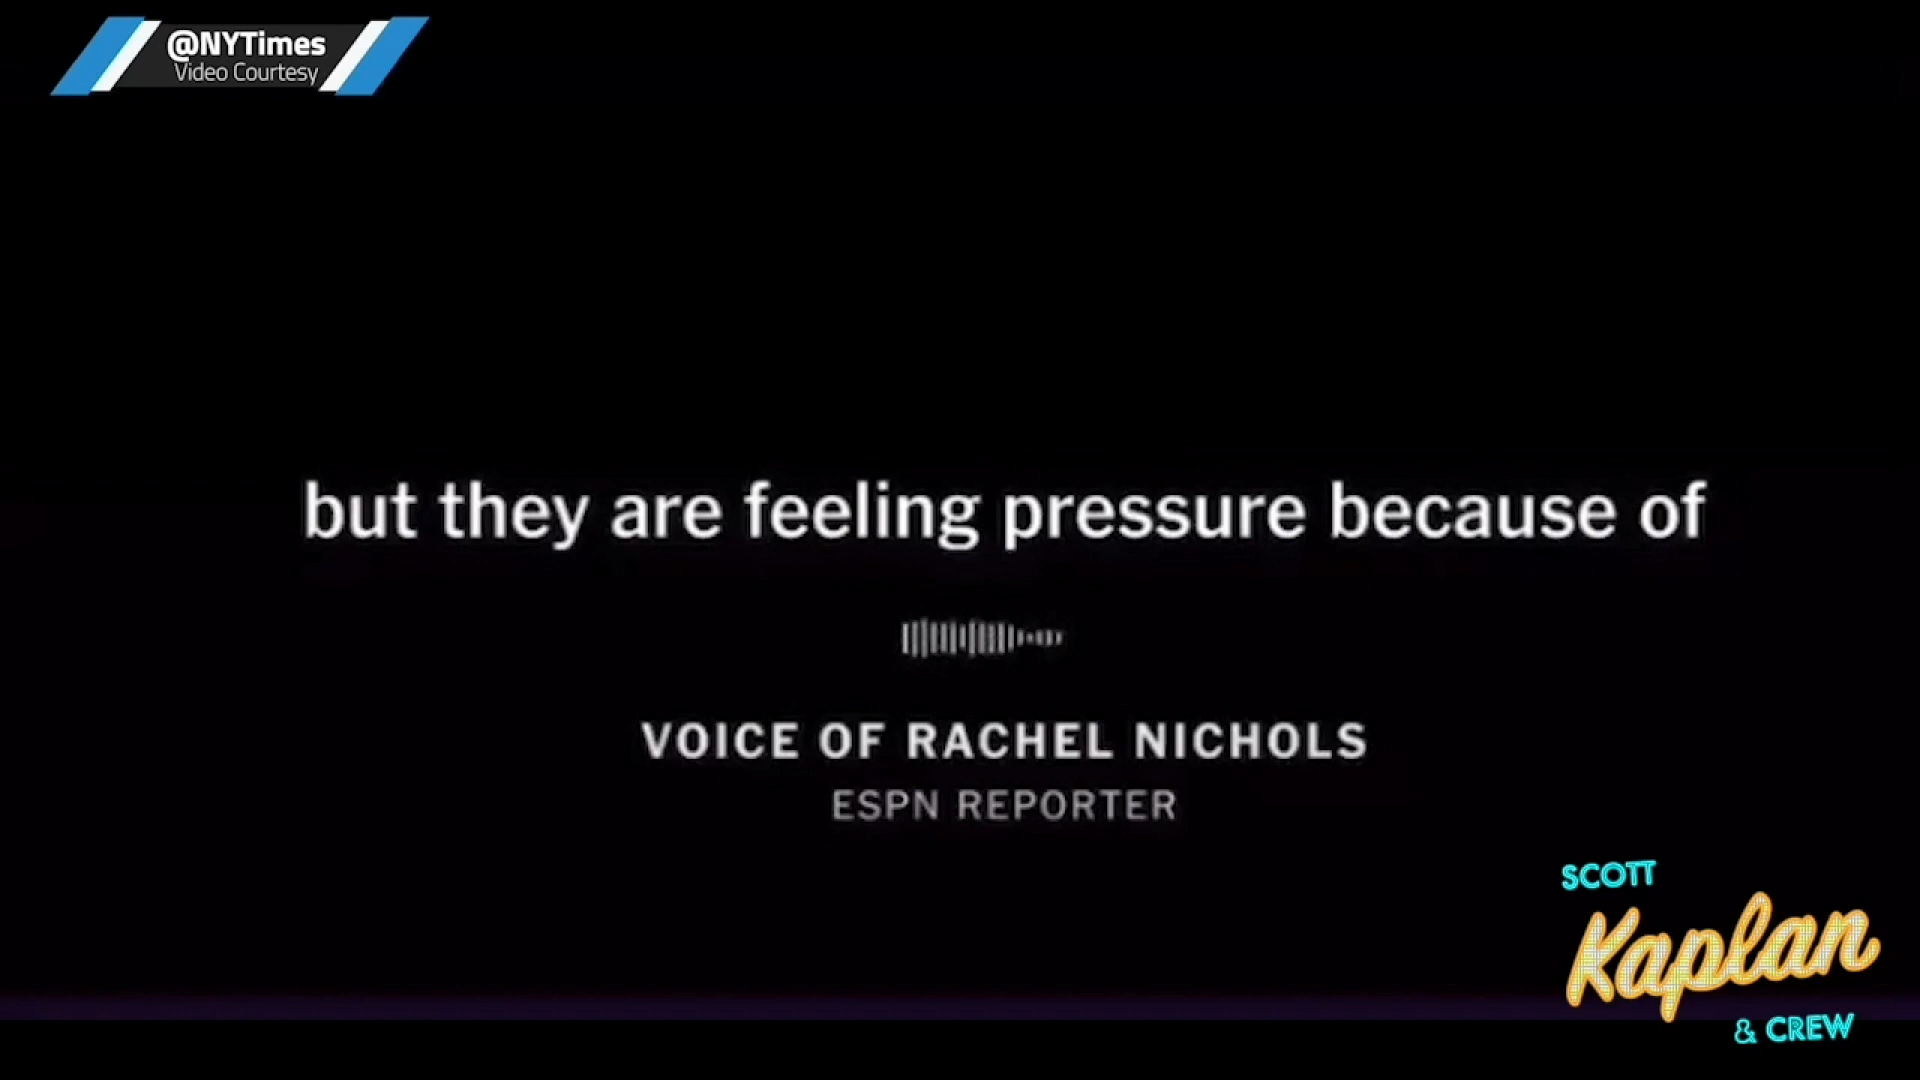 @NYTimes
Video Courtesy
but they are feeling pressure because of
VOICE OF RACHEL NICHOLS
ESPN REPORTER
SCOTT
Kaplan
& CREW